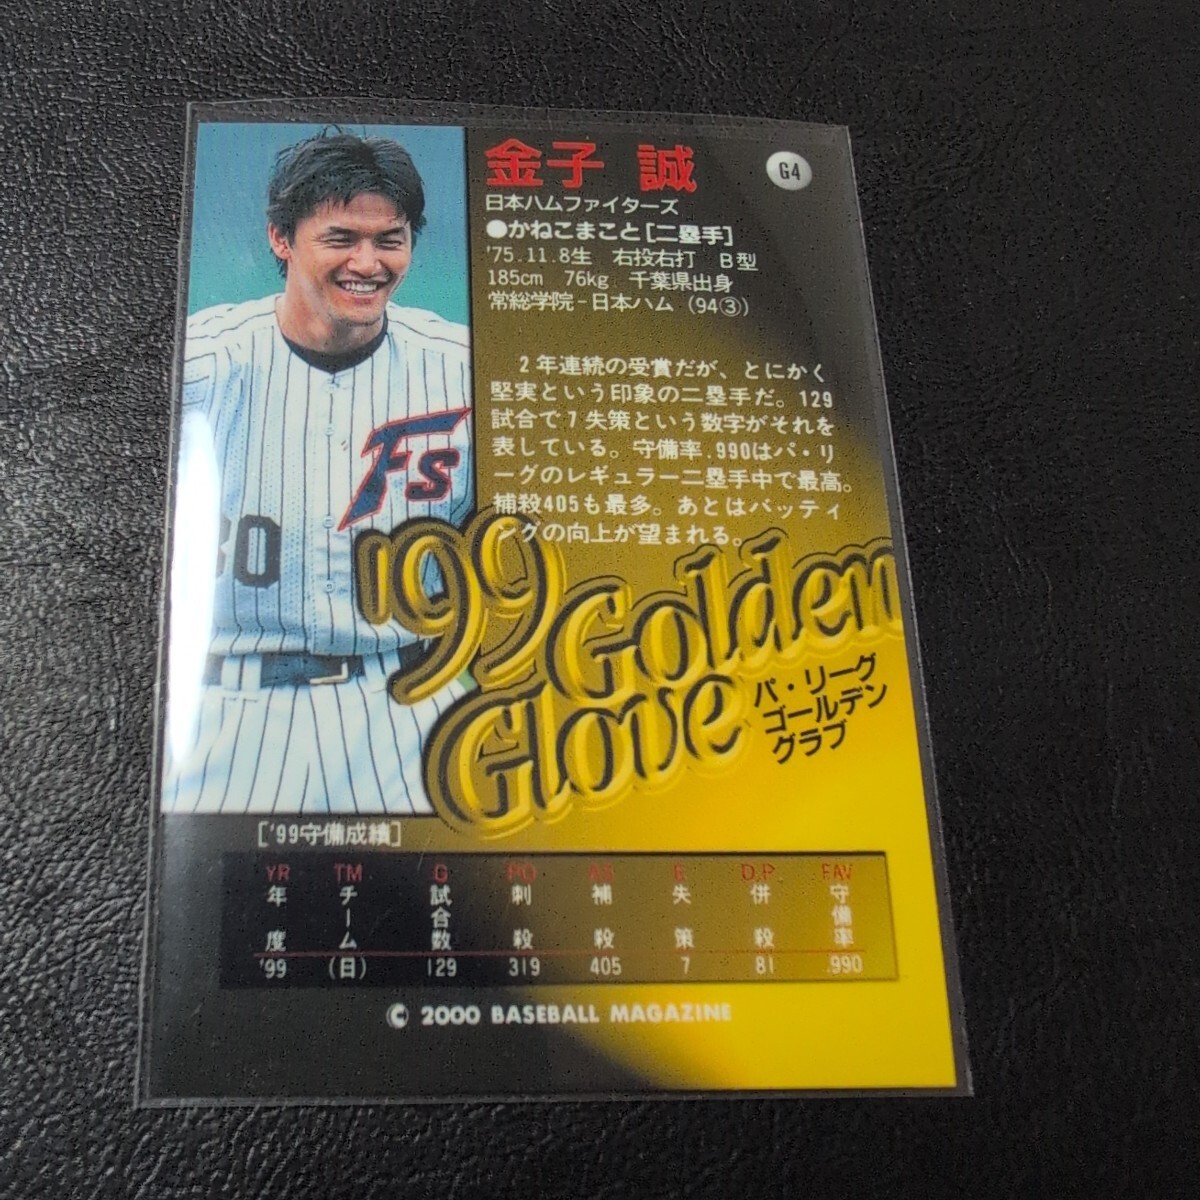 金子 誠
G4
日本ハムファイターズ
●かねこまこと[二塁手]
'75.11.8生 右投右打 B型
185cm 76kg 千葉県出身
常総学院-日本ハム(94③)
2年連続の受賞だが、とにかく
堅実という印象の二塁手だ。129
試合で7失策という数字がそれを
表している。守備率.990はパ・リ
ーグのレギュラー二塁手中で最高。
補殺405も最多。あとはバッティ
ングの向上が望まれる。
Fs
30
'99 Golden
Glove
パ・リーグ
ゴールデン
グラブ
['99守備成績]
YR TM G PO AS E D.P FAV
年度 チーム 試合数 刺殺 補殺 失策 併殺 守備率
'99 (日) 129 319 405 7 81 .990
© 2000 BASEBALL MAGAZINE